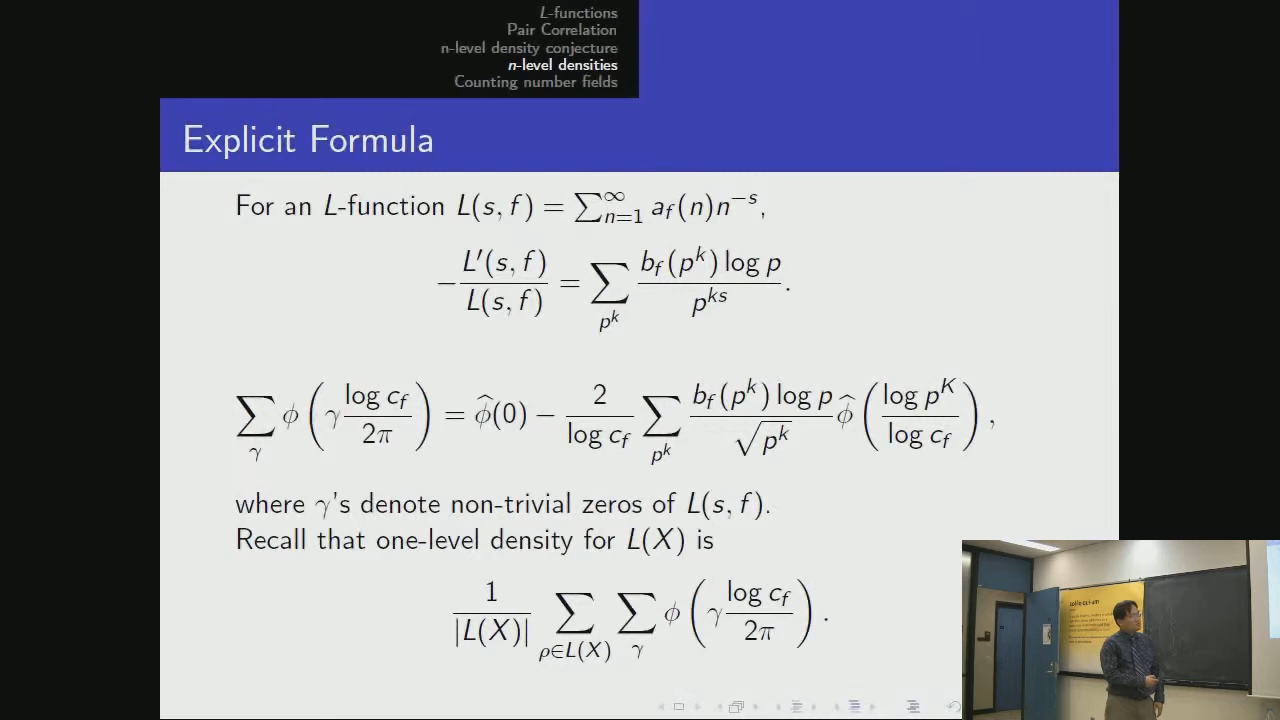 L-functions
Pair Correlation
n-level density conjecture
n-level densities
Counting number fields
Explicit Formula
For an L-function L(s, f) = ∑_{n=1}^{∞} a_f(n)n^{-s},
− L′(s, f) / L(s, f) = ∑_{p^k} b_f(p^k) log p / p^{ks}.
∑_γ ϕ(γ log c_f / 2π) = ϕ̂(0) − 2 / log c_f ∑_{p^k} b_f(p^k) log p / √p^k ϕ̂(log p^K / log c_f),
where γ's denote non-trivial zeros of L(s, f).
Recall that one-level density for L(X) is
1 / |L(X)| ∑_{ρ∈L(X)} ∑_γ ϕ(γ log c_f / 2π).